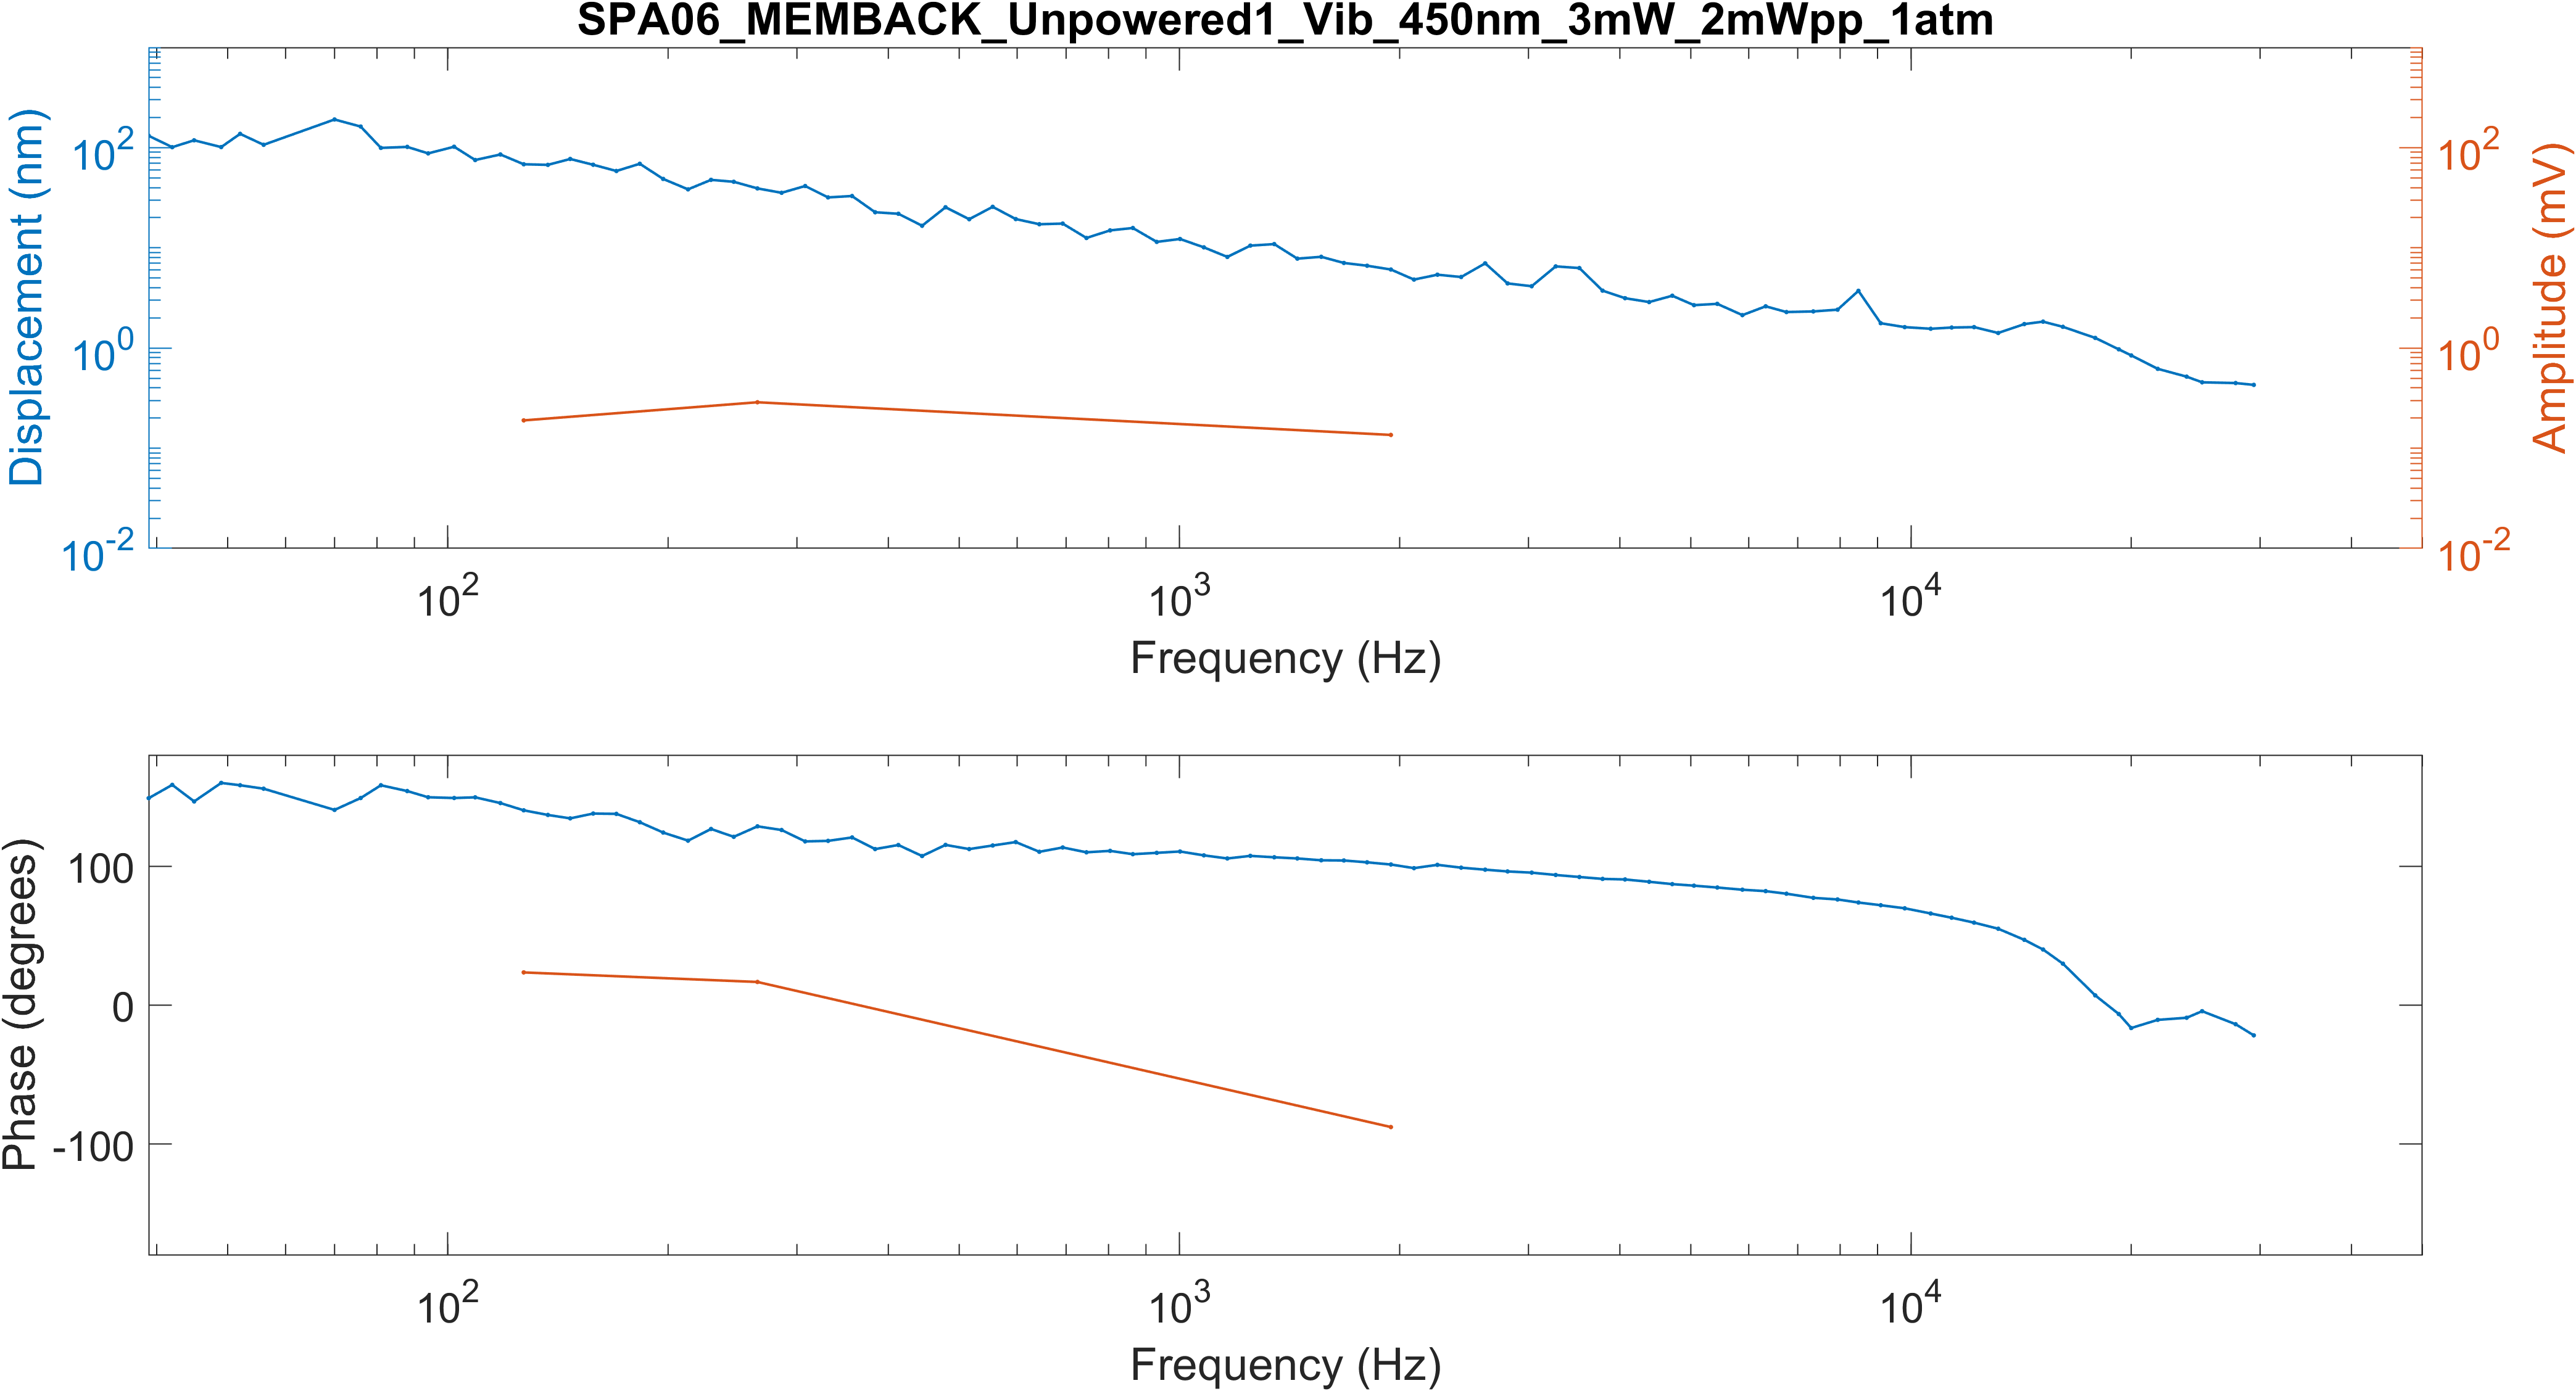 SPA06_MEMBACK_Unpowered1_Vib_450nm_3mW_2mWpp_1atm
Displacement (nm)
10^2
10^0
10^-2
Amplitude (mV)
10^2
10^0
10^-2
10^2 10^3 10^4
Frequency (Hz)
Phase (degrees)
100
0
-100
10^2 10^3 10^4
Frequency (Hz)